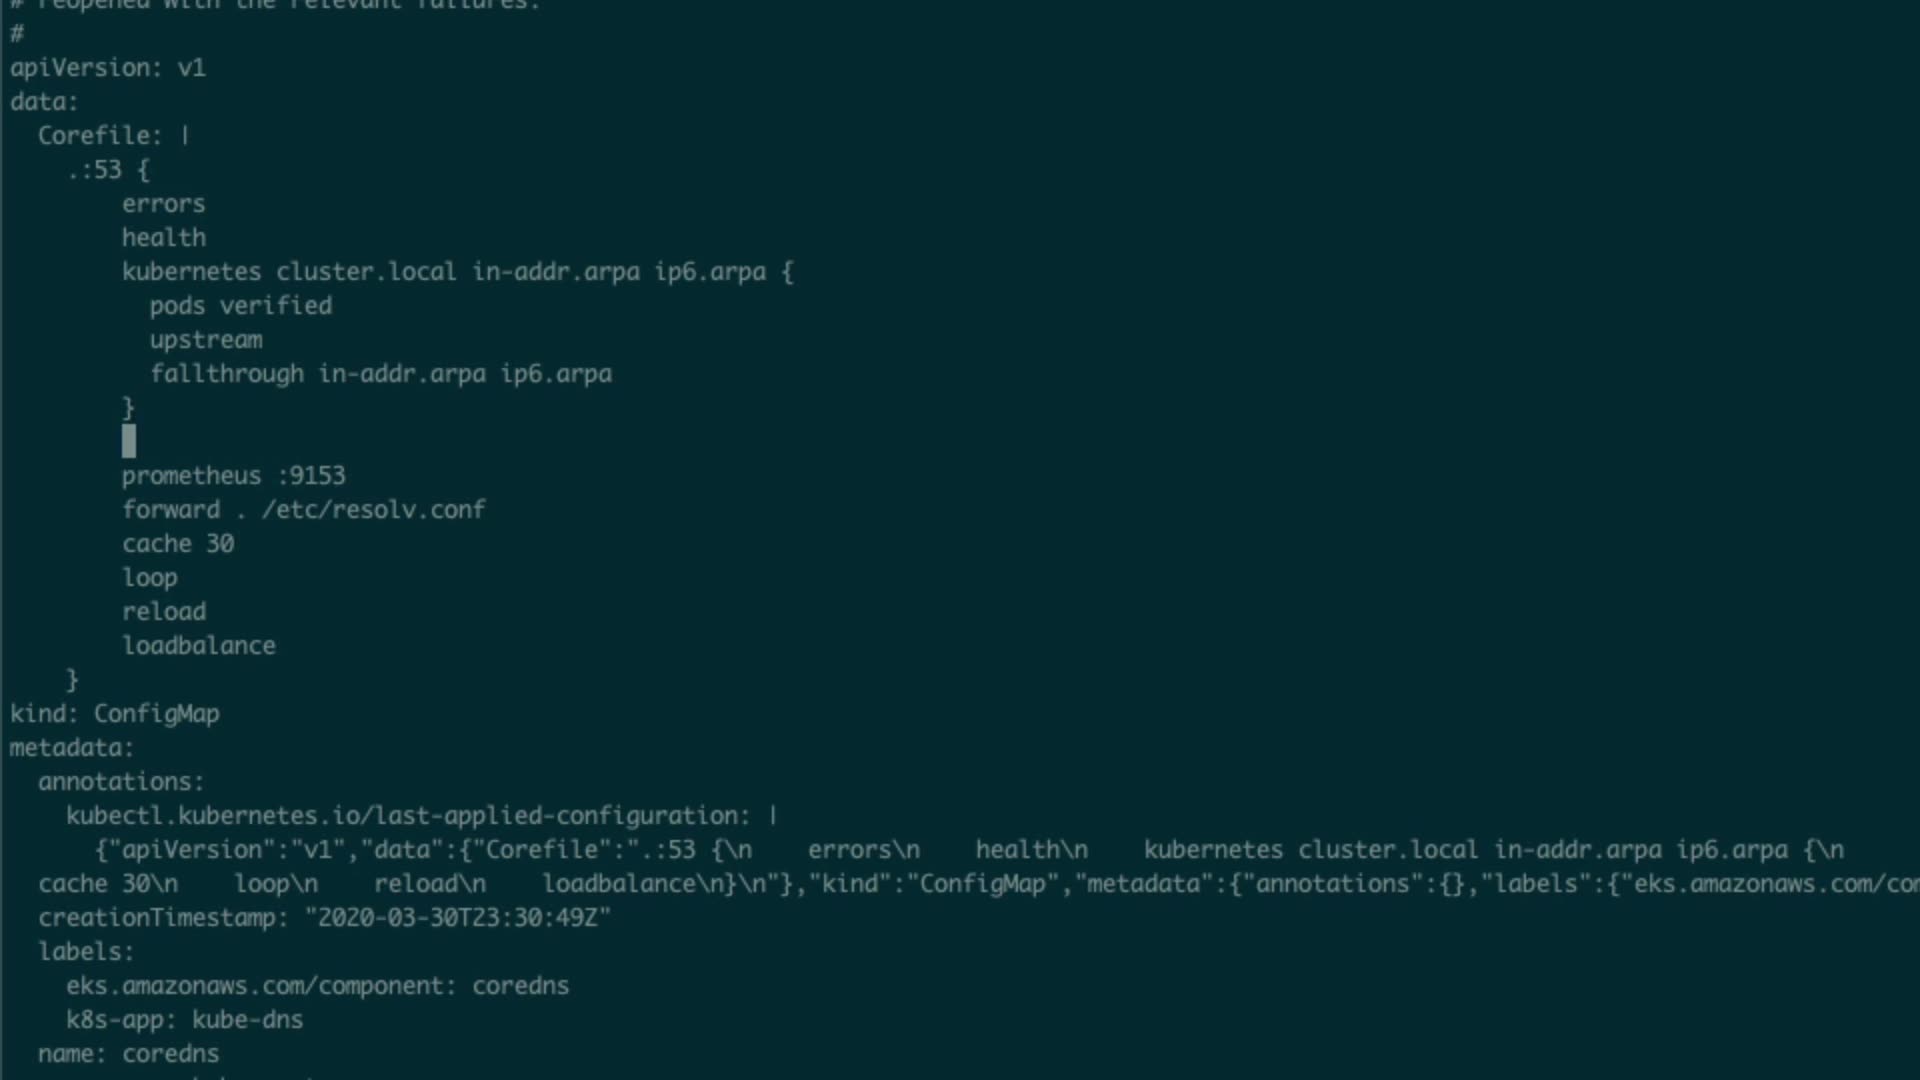 # reopened with the relevant failures.
#
apiVersion: v1
data:
  Corefile: |
    .:53 {
        errors
        health
        kubernetes cluster.local in-addr.arpa ip6.arpa {
          pods verified
          upstream
          fallthrough in-addr.arpa ip6.arpa
        }
        prometheus :9153
        forward . /etc/resolv.conf
        cache 30
        loop
        reload
        loadbalance
    }
kind: ConfigMap
metadata:
  annotations:
    kubectl.kubernetes.io/last-applied-configuration: |
      {"apiVersion":"v1","data":{"Corefile":".:53 {\n    errors\n    health\n    kubernetes cluster.local in-addr.arpa ip6.arpa {\n
  cache 30\n    loop\n    reload\n    loadbalance\n}\n"},"kind":"ConfigMap","metadata":{"annotations":{},"labels":{"eks.amazonaws.com/co
  creationTimestamp: "2020-03-30T23:30:49Z"
  labels:
    eks.amazonaws.com/component: coredns
    k8s-app: kube-dns
  name: coredns